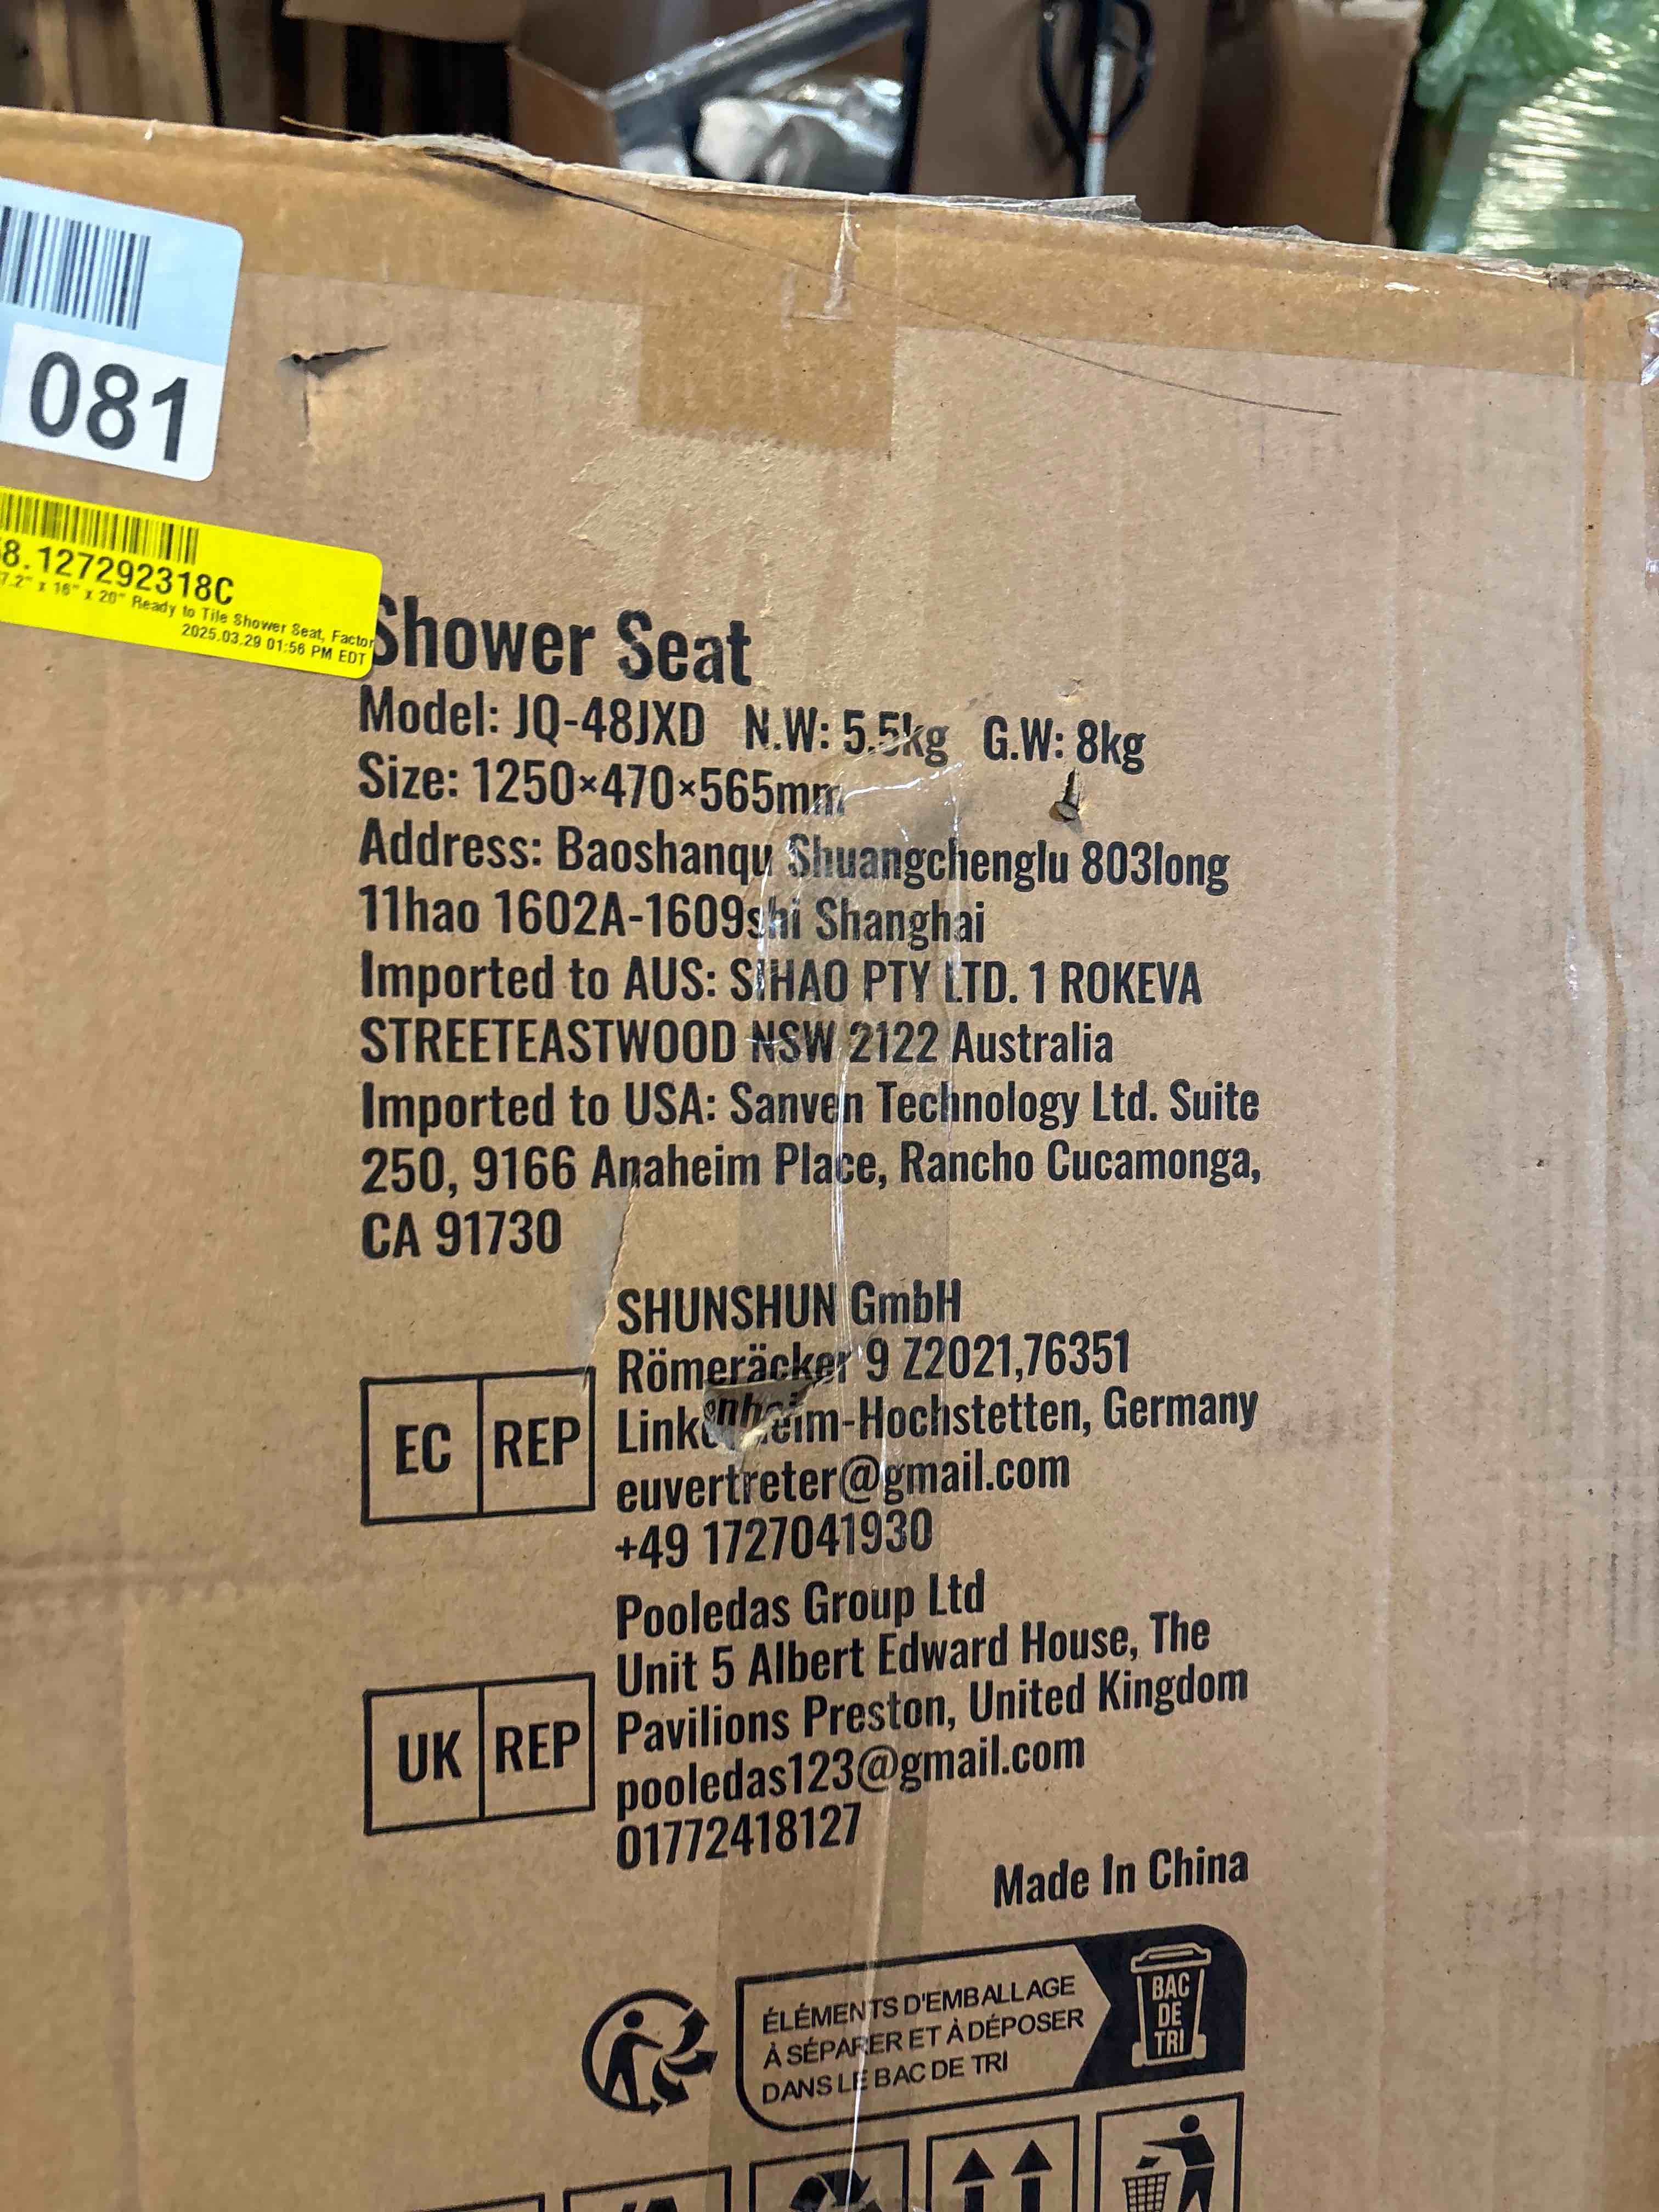 081
8.127292318C
7.2" x 16" x 20" Ready to Tile Shower Seat, Factor
2025.03.29 01:56 PM EDT
Shower Seat
Model: JQ-48JXD N.W: 5.5kg G.W: 8kg
Size: 1250×470×565mm
Address: Baoshanqu Shuangchenglu 803long
11hao 1602A-1609shi Shanghai
Imported to AUS: SIHAO PTY LTD. 1 ROKEVA
STREETEASTWOOD NSW 2122 Australia
Imported to USA: Sanven Technology Ltd. Suite
250, 9166 Anaheim Place, Rancho Cucamonga,
CA 91730
EC REP
SHUNSHUN GmbH
Römeräcker 9 Z2021,76351
Linkenheim-Hochstetten, Germany
euvertreter@gmail.com
+49 1727041930
UK REP
Pooledas Group Ltd
Unit 5 Albert Edward House, The
Pavilions Preston, United Kingdom
pooledas123@gmail.com
01772418127
Made In China
ÉLÉMENTS D'EMBALLAGE
À SÉPARER ET À DÉPOSER
DANS LE BAC DE TRI
BAC
DE
TRI